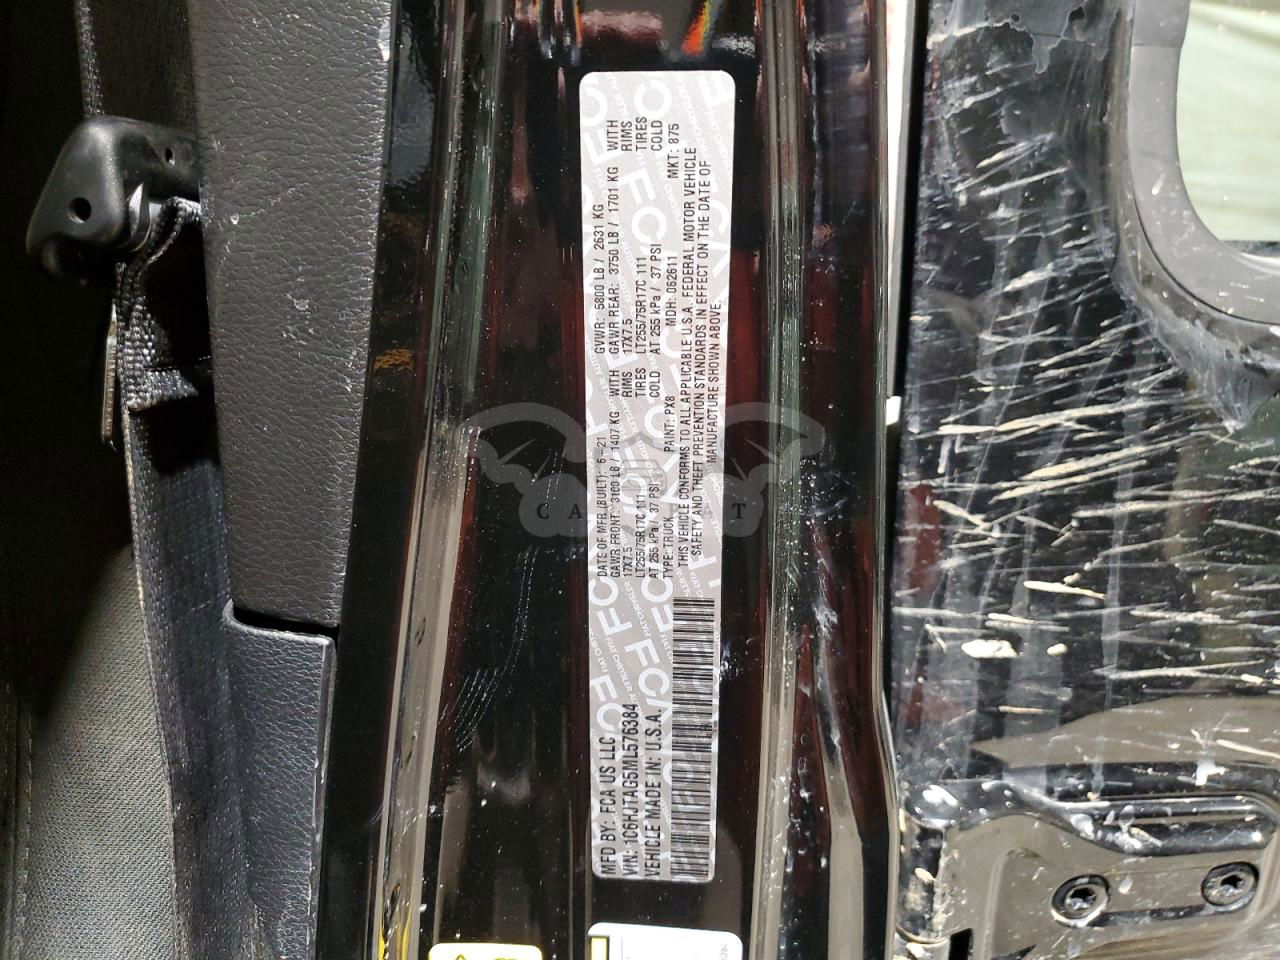 MFD BY: FCA US LLC
DATE OF MFR.(BUILT): 6-21
GVWR: 5800 LB / 2631 KG
VIN: 1C6HJTAG5ML576384
GAWR FRONT: 3100 LB / 1407 KG WITH
GAWR REAR: 3750 LB / 1701 KG WITH
17X7.5 RIMS
17X7.5 RIMS
VEHICLE MADE IN: U.S.A.
LT255/75R17C 111 TIRES
LT255/75R17C 111 TIRES
AT 255 kPa / 37 PSI COLD
AT 255 kPa / 37 PSI COLD
TYPE: TRUCK PAINT: PX8 MDH: 062611 MKT: 875
THIS VEHICLE CONFORMS TO ALL APPLICABLE U.S.A. FEDERAL MOTOR VEHICLE
SAFETY AND THEFT PREVENTION STANDARDS IN EFFECT ON THE DATE OF
MANUFACTURE SHOWN ABOVE.